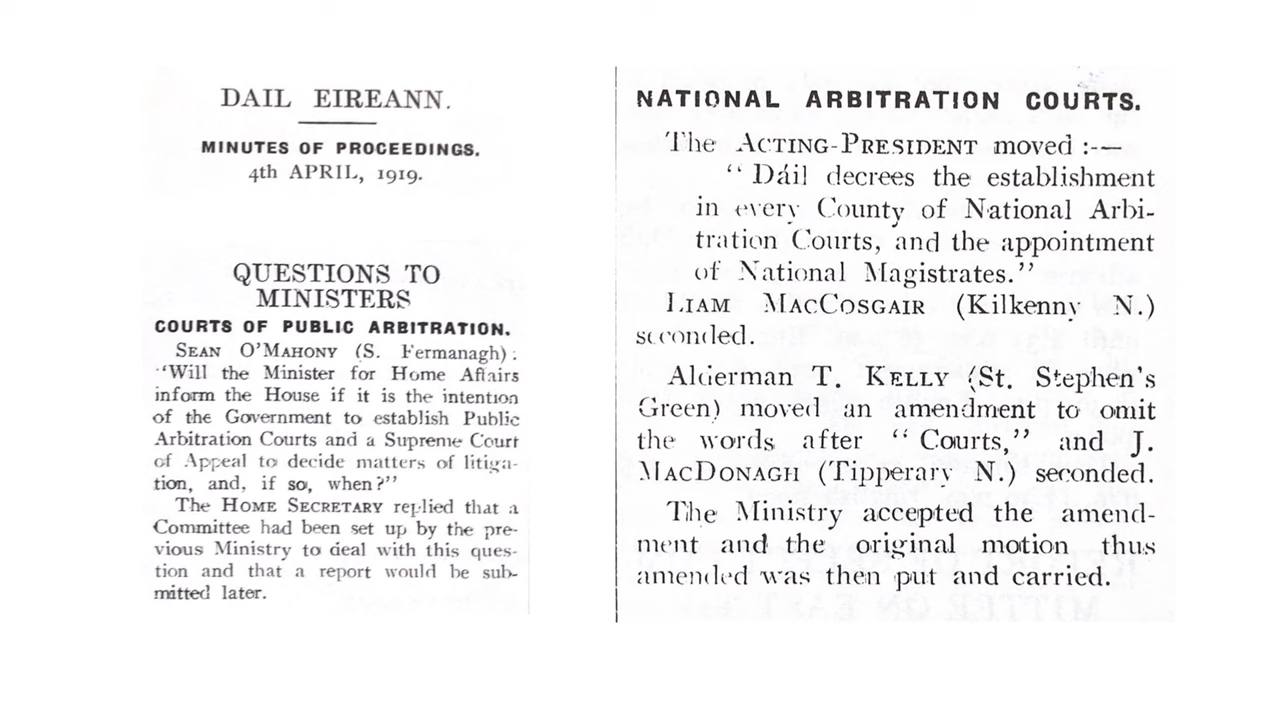 DAIL EIREANN.
MINUTES OF PROCEEDINGS.
4th APRIL, 1919.
QUESTIONS TO
MINISTERS
COURTS OF PUBLIC ARBITRATION.
SEAN O'MAHONY (S. Fermanagh) :
"Will the Minister for Home Affairs
inform the House if it is the intention
of the Government to establish Public
Arbitration Courts and a Supreme Court
of Appeal to decide matters of litiga-
tion, and, if so, when?"
The HOME SECRETARY replied that a
Committee had been set up by the pre-
vious Ministry to deal with this ques-
tion and that a report would be sub-
mitted later.
NATIONAL ARBITRATION COURTS.
The ACTING-PRESIDENT moved :—
" Dáil decrees the establishment
in every County of National Arbi-
tration Courts, and the appointment
of National Magistrates."
LIAM MACCOSGAIR (Kilkenny N.)
seconded.
Alderman T. KELLY (St. Stephen's
Green) moved an amendment to omit
the words after " Courts," and J.
MACDONAGH (Tipperary N.) seconded.
The Ministry accepted the amend-
ment and the original motion thus
amended was then put and carried.